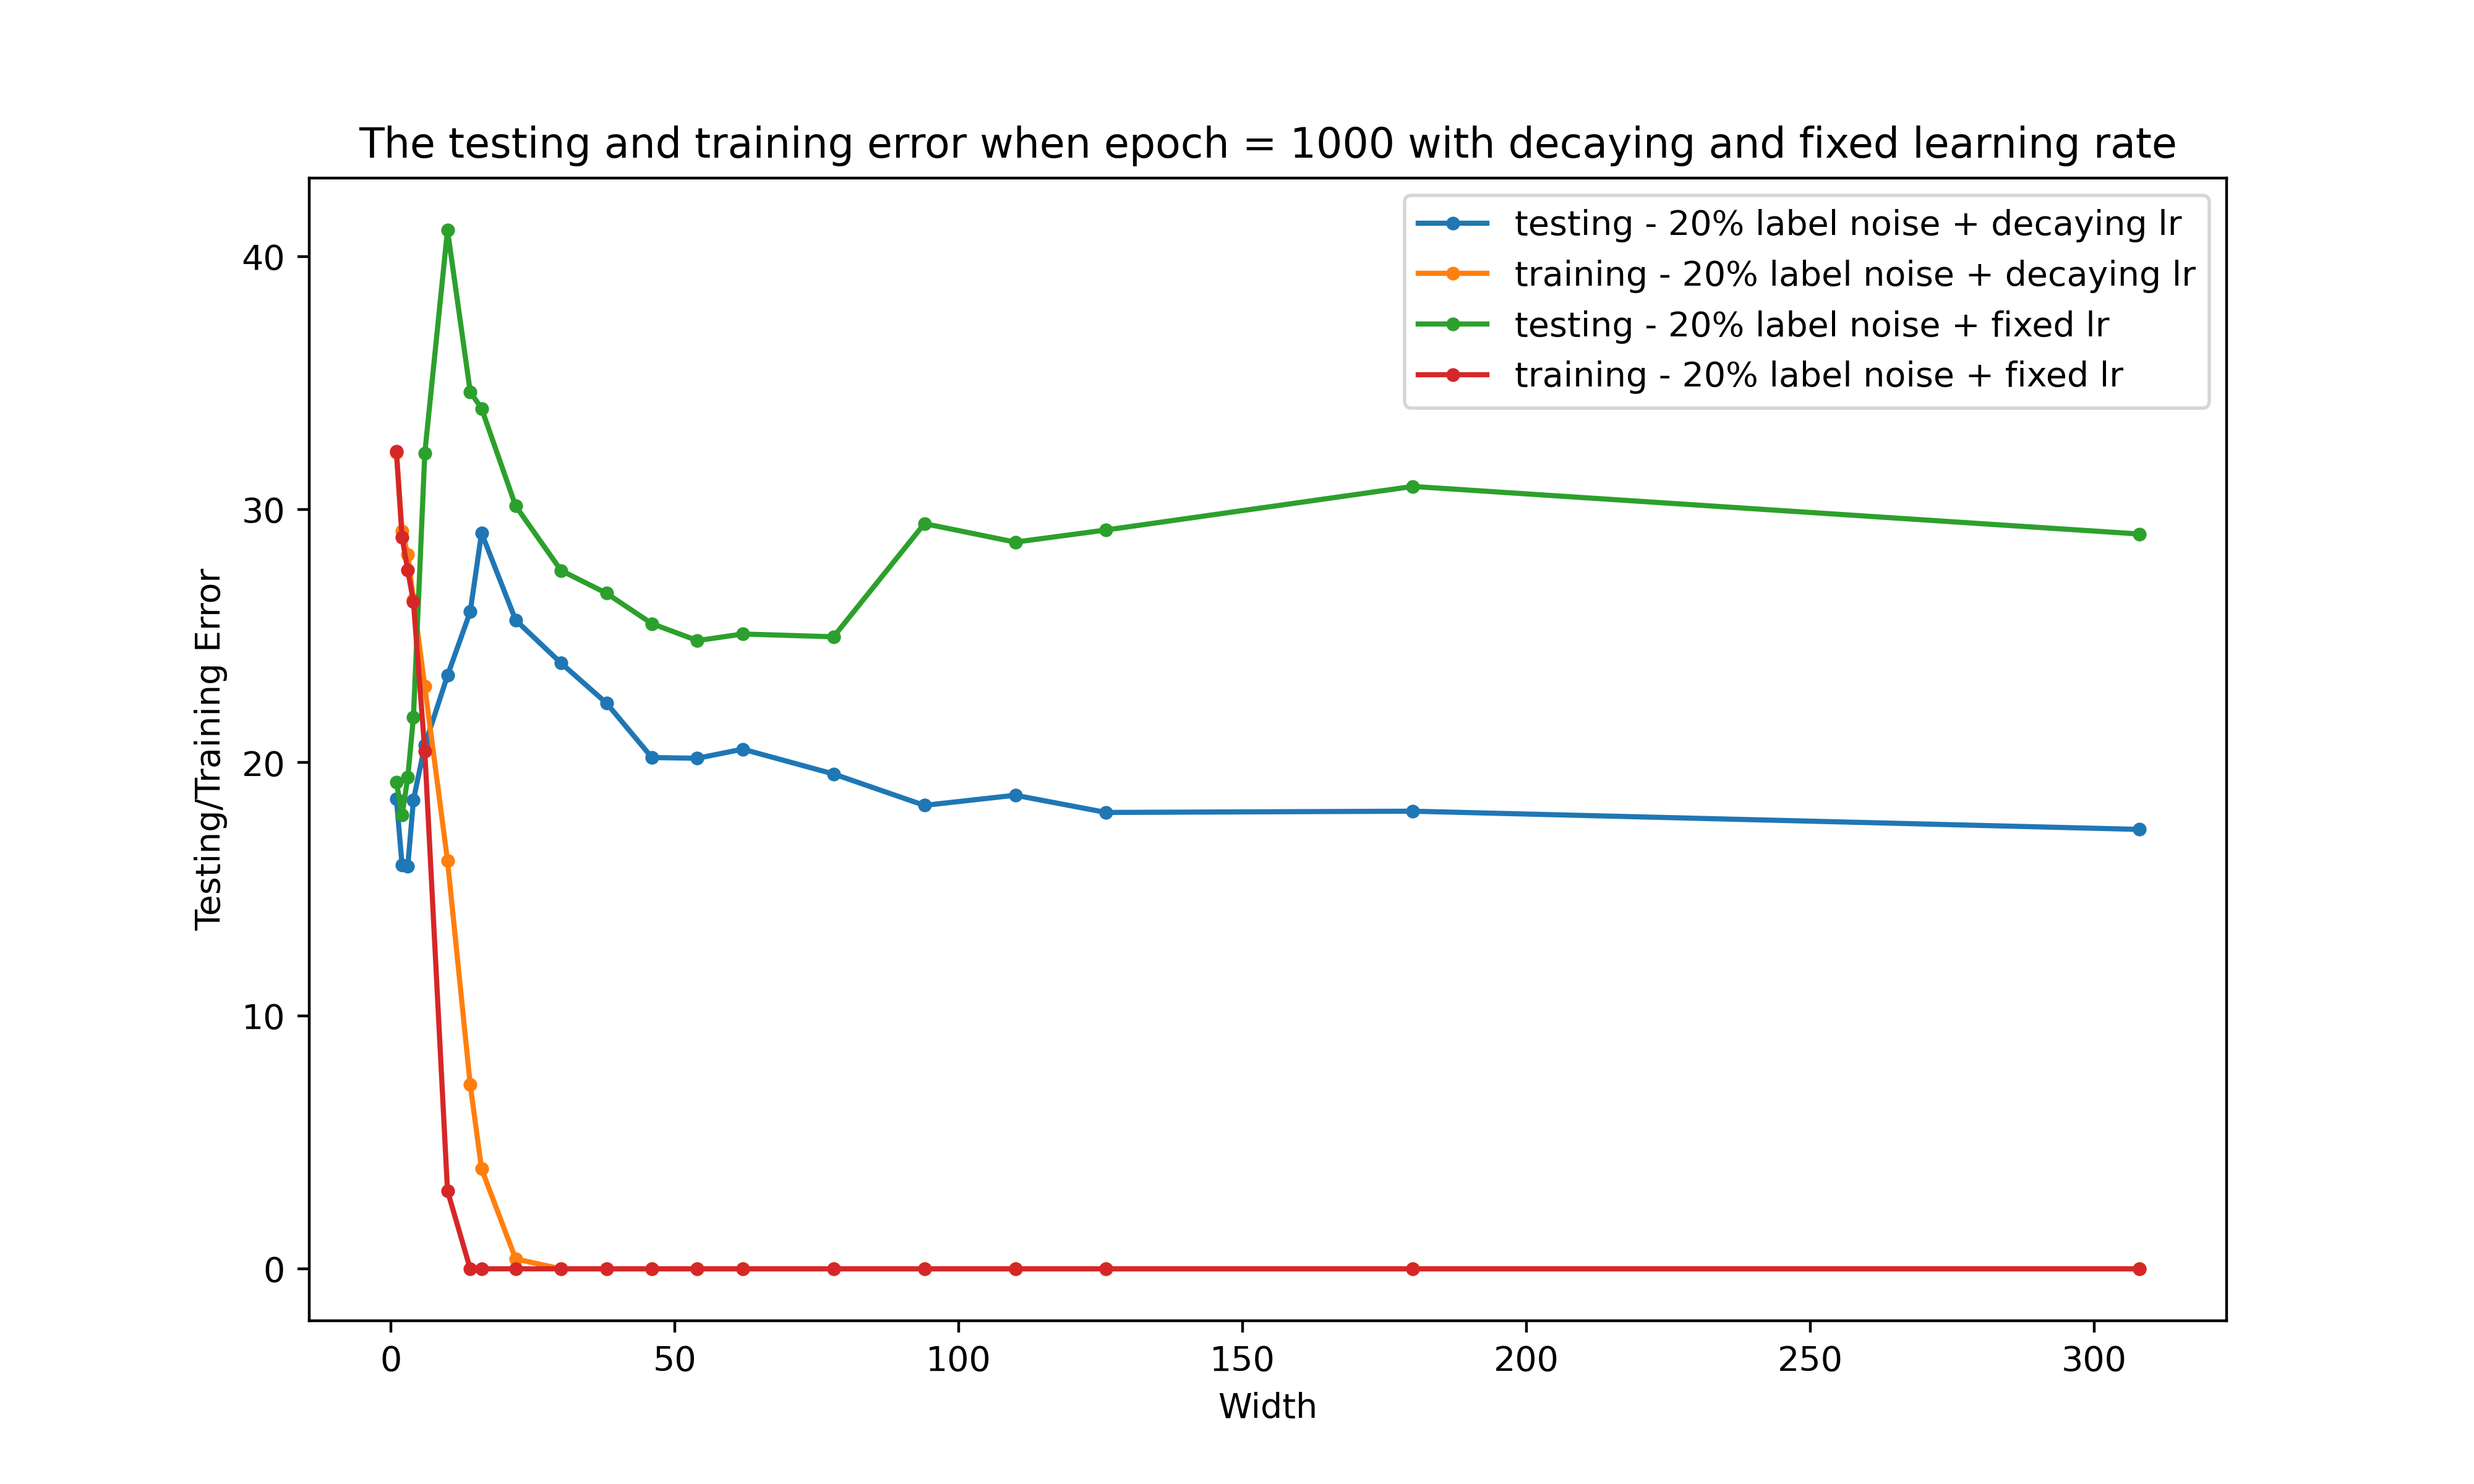 The testing and training error when epoch = 1000 with decaying and fixed learning rate
testing - 20% label noise + decaying lr
training - 20% label noise + decaying lr
testing - 20% label noise + fixed lr
training - 20% label noise + fixed lr
Testing/Training Error
40
30
20
10
0
0 50 100 150 200 250 300
Width